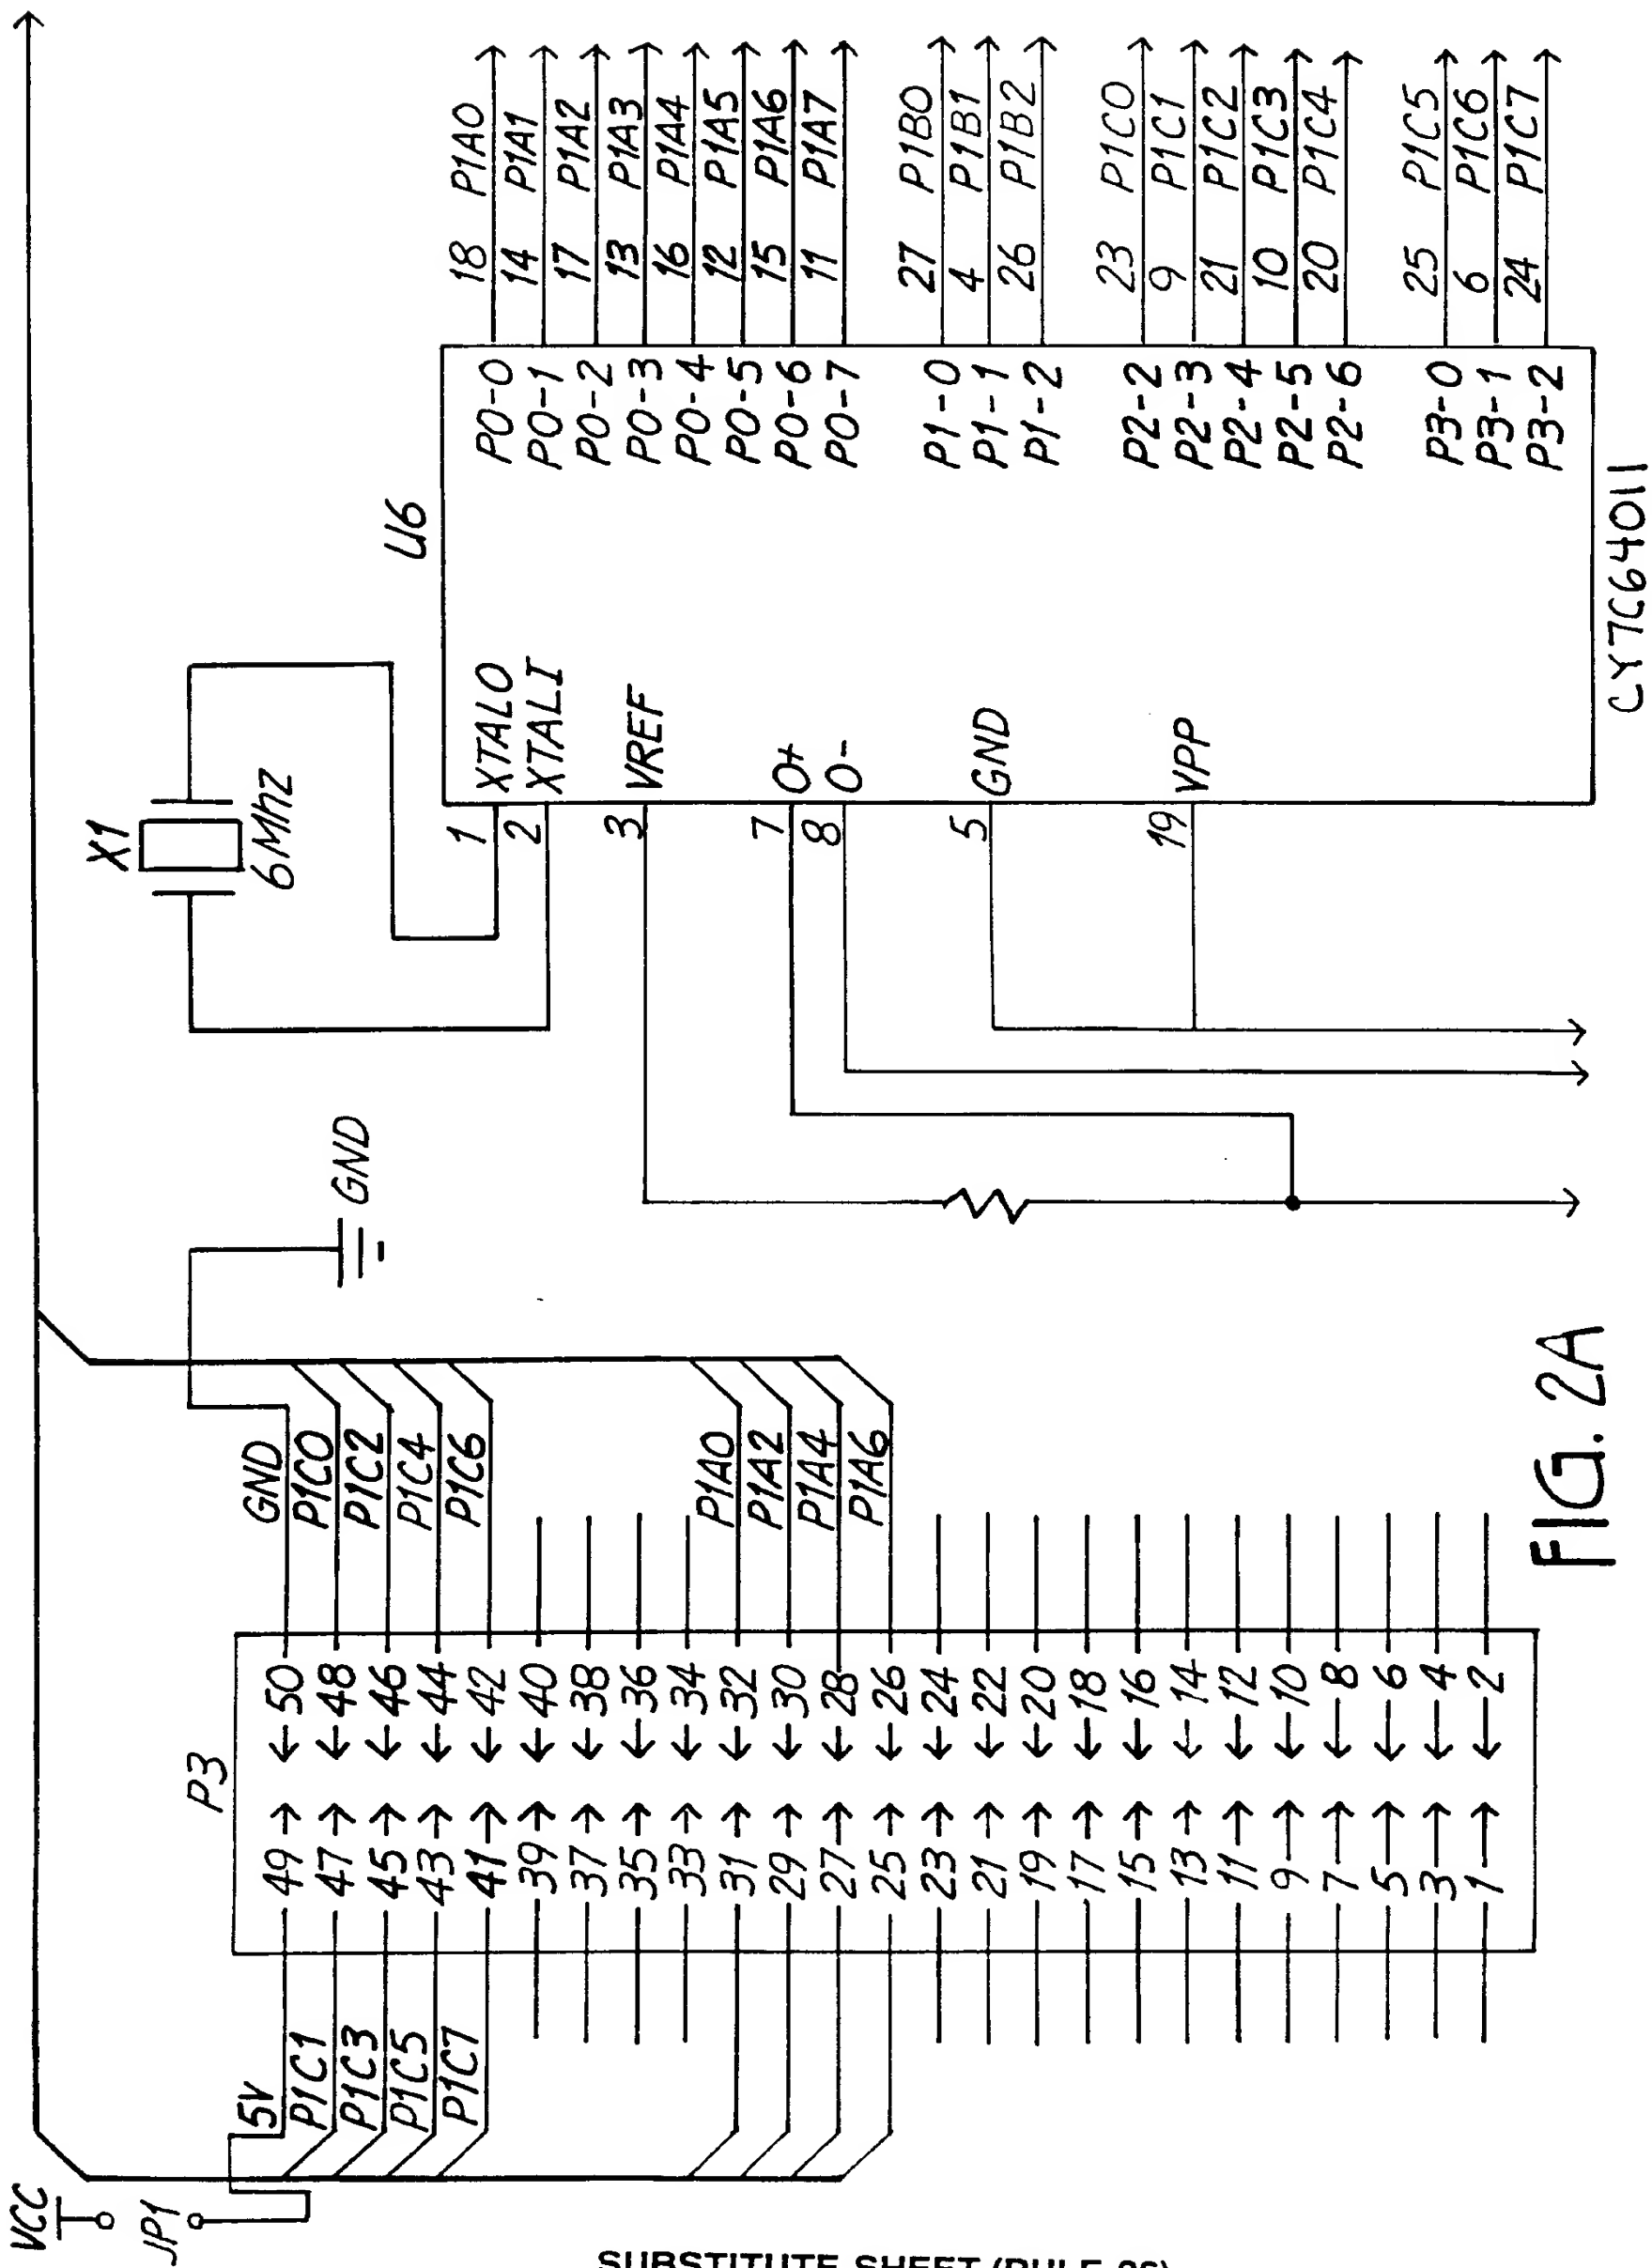 VCC
JP1
5V
P1C1
P1C3
P1C5
P1C7
P3
49 50
47 48
45 46
43 44
41 42
39 40
37 38
35 36
33 34
31 32
29 30
27 28
25 26
23 24
21 22
19 20
17 18
15 16
13 14
11 12
9 10
7 8
5 6
3 4
1 2
GND
P1C0
P1C2
P1C4
P1C6
P1A0
P1A2
P1A4
P1A6
GND
X1
6Mhz
U6
1 XTALO
2 XTALI
3 VREF
7 0+
8 0-
5 GND
19 VPP
P0-0 18 P1A0
P0-1 14 P1A1
P0-2 17 P1A2
P0-3 13 P1A3
P0-4 16 P1A4
P0-5 12 P1A5
P0-6 15 P1A6
P0-7 11 P1A7
P1-0 27 P1B0
P1-1 4 P1B1
P1-2 26 P1B2
P2-2 23 P1C0
P2-3 9 P1C1
P2-4 21 P1C2
P2-5 10 P1C3
P2-6 20 P1C4
P3-0 25 P1C5
P3-1 6 P1C6
P3-2 24 P1C7
CY7C64011
FIG. 2A
SUBSTITUTE SHEET (RULE 26)